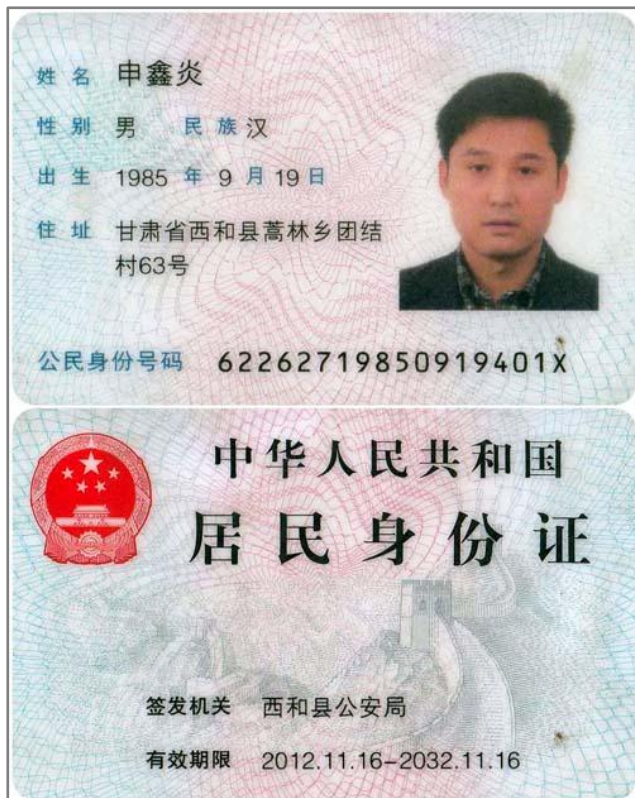 姓名 申鑫炎
性别 男 民族 汉
出生 1985 年 9 月 19 日
住址 甘肃省西和县蒿林乡团结
村63号
公民身份号码 62262719850919401X
中华人民共和国
居民身份证
签发机关 西和县公安局
有效期限 2012.11.16-2032.11.16